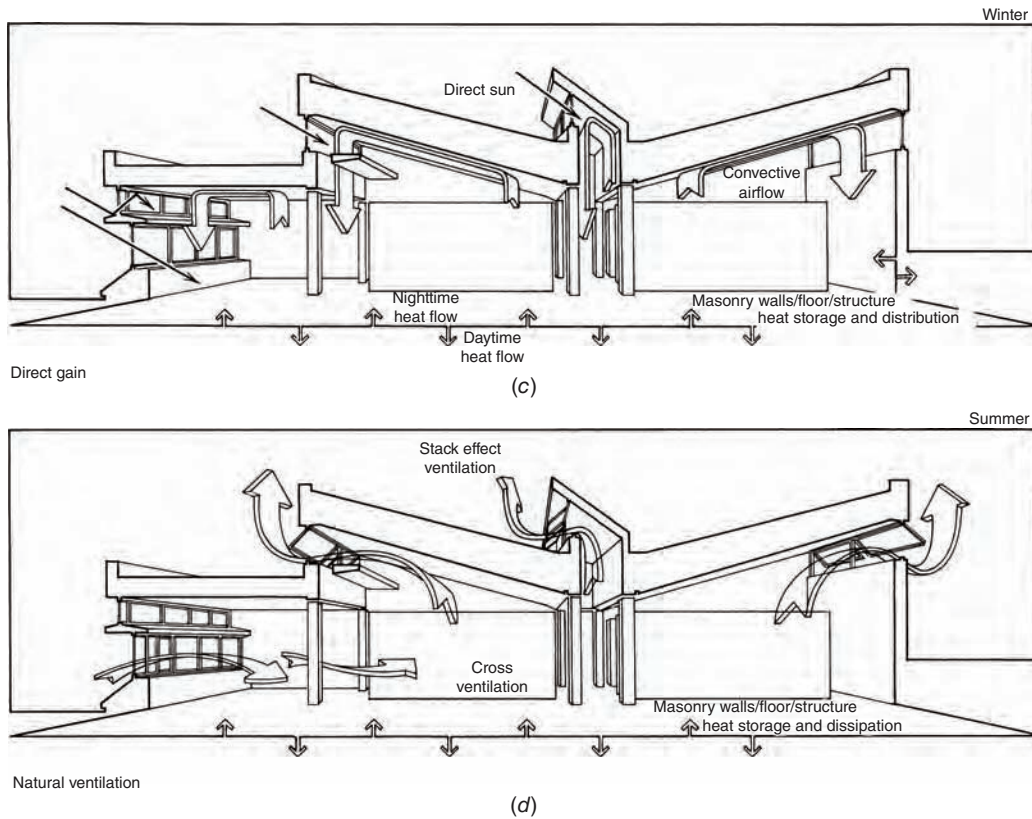 Winter
Direct sun
Convective
airflow
Nighttime
heat flow
Masonry walls/floor/structure
heat storage and distribution
Daytime
heat flow
Direct gain
(c)
Summer
Stack effect
ventilation
Cross
ventilation
Masonry walls/floor/structure
heat storage and dissipation
Natural ventilation
(d)